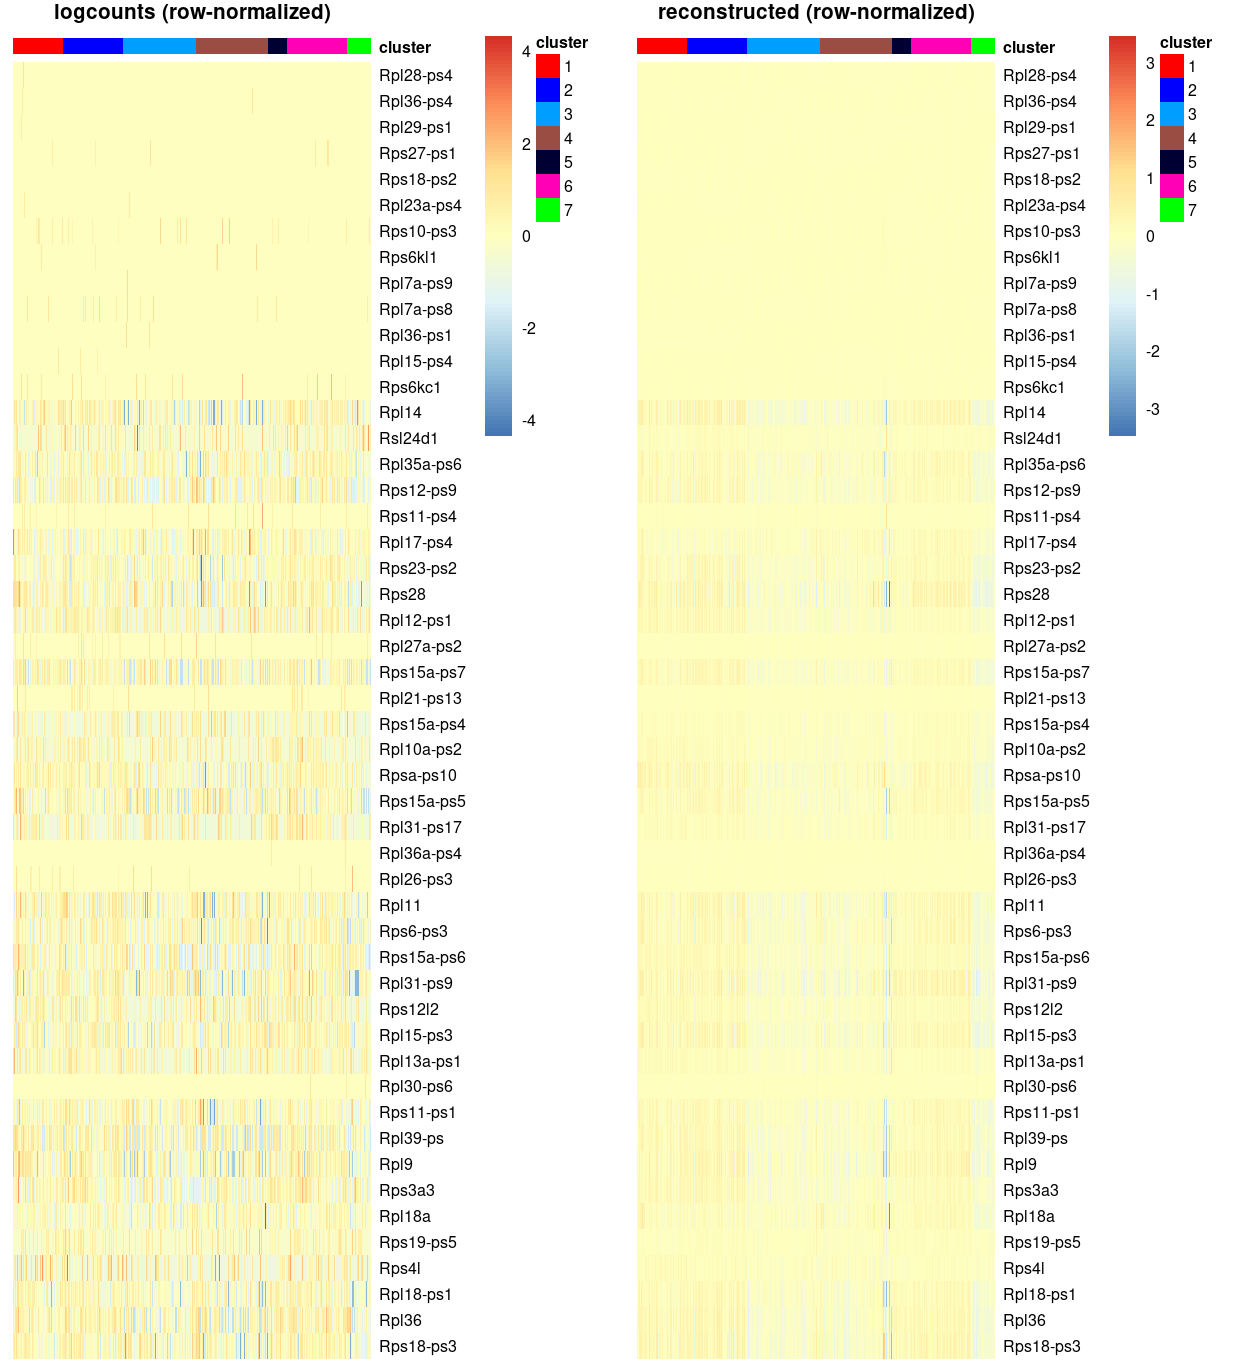 logcounts (row-normalized)
cluster
Rpl28-ps4
Rpl36-ps4
Rpl29-ps1
Rps27-ps1
Rps18-ps2
Rpl23a-ps4
Rps10-ps3
Rps6kl1
Rpl7a-ps9
Rpl7a-ps8
Rpl36-ps1
Rpl15-ps4
Rps6kc1
Rpl14
Rsl24d1
Rpl35a-ps6
Rps12-ps9
Rps11-ps4
Rpl17-ps4
Rps23-ps2
Rps28
Rpl12-ps1
Rpl27a-ps2
Rps15a-ps7
Rpl21-ps13
Rps15a-ps4
Rpl10a-ps2
Rpsa-ps10
Rps15a-ps5
Rpl31-ps17
Rpl36a-ps4
Rpl26-ps3
Rpl11
Rps6-ps3
Rps15a-ps6
Rpl31-ps9
Rps12l2
Rpl15-ps3
Rpl13a-ps1
Rpl30-ps6
Rps11-ps1
Rpl39-ps
Rpl9
Rps3a3
Rpl18a
Rps19-ps5
Rps4l
Rpl18-ps1
Rpl36
Rps18-ps3
4
2
0
-2
-4
cluster
1
2
3
4
5
6
7
reconstructed (row-normalized)
cluster
Rpl28-ps4
Rpl36-ps4
Rpl29-ps1
Rps27-ps1
Rps18-ps2
Rpl23a-ps4
Rps10-ps3
Rps6kl1
Rpl7a-ps9
Rpl7a-ps8
Rpl36-ps1
Rpl15-ps4
Rps6kc1
Rpl14
Rsl24d1
Rpl35a-ps6
Rps12-ps9
Rps11-ps4
Rpl17-ps4
Rps23-ps2
Rps28
Rpl12-ps1
Rpl27a-ps2
Rps15a-ps7
Rpl21-ps13
Rps15a-ps4
Rpl10a-ps2
Rpsa-ps10
Rps15a-ps5
Rpl31-ps17
Rpl36a-ps4
Rpl26-ps3
Rpl11
Rps6-ps3
Rps15a-ps6
Rpl31-ps9
Rps12l2
Rpl15-ps3
Rpl13a-ps1
Rpl30-ps6
Rps11-ps1
Rpl39-ps
Rpl9
Rps3a3
Rpl18a
Rps19-ps5
Rps4l
Rpl18-ps1
Rpl36
Rps18-ps3
3
2
1
0
-1
-2
-3
cluster
1
2
3
4
5
6
7